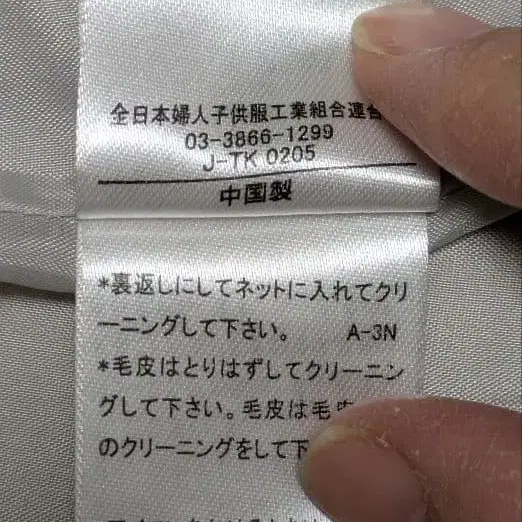 全日本婦人子供服工業組合連合
03-3866-1299
J-TK 0205
中国製
*裏返しにしてネットに入れてクリ
ーニングして下さい。 A-3N
*毛皮はとりはずしてクリーニン
グして下さい。毛皮は毛皮
のクリーニングをして下